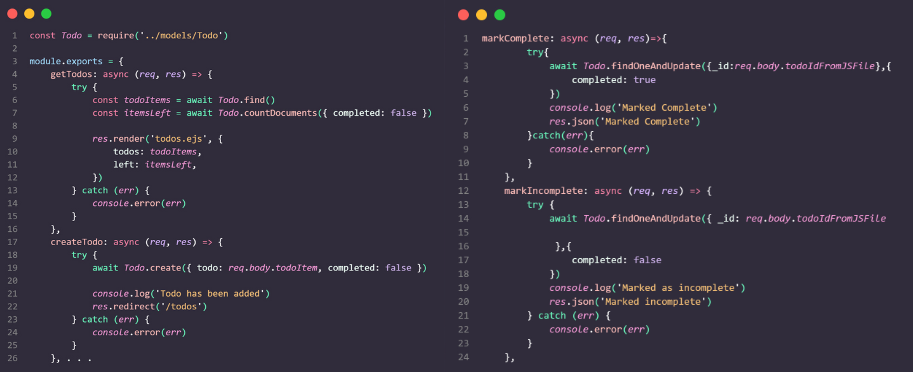 1 const Todo = require('../models/Todo')
2
3 module.exports = {
4 getTodos: async (req, res) => {
5 try {
6 const todoItems = await Todo.find()
7 const itemsLeft = await Todo.countDocuments({ completed: false })
8
9 res.render('todos.ejs', {
10 todos: todoItems,
11 left: itemsLeft,
12 })
13 } catch (err) {
14 console.error(err)
15 }
16 },
17 createTodo: async (req, res) => {
18 try {
19 await Todo.create({ todo: req.body.todoItem, completed: false })
20
21 console.log('Todo has been added')
22 res.redirect('/todos')
23 } catch (err) {
24 console.error(err)
25 }
26 }, . . .
1 markComplete: async (req, res)=>{
2 try{
3 await Todo.findOneAndUpdate({_id:req.body.todoIdFromJSFile},{
4 completed: true
5 })
6 console.log('Marked Complete')
7 res.json('Marked Complete')
8 }catch(err){
9 console.error(err)
10 }
11 },
12 markIncomplete: async (req, res) => {
13 try {
14 await Todo.findOneAndUpdate({ _id: req.body.todoIdFromJSFile
15
16 },{
17 completed: false
18 })
19 console.log('Marked as incomplete')
20 res.json('Marked incomplete')
21 } catch (err) {
22 console.error(err)
23 }
24 },